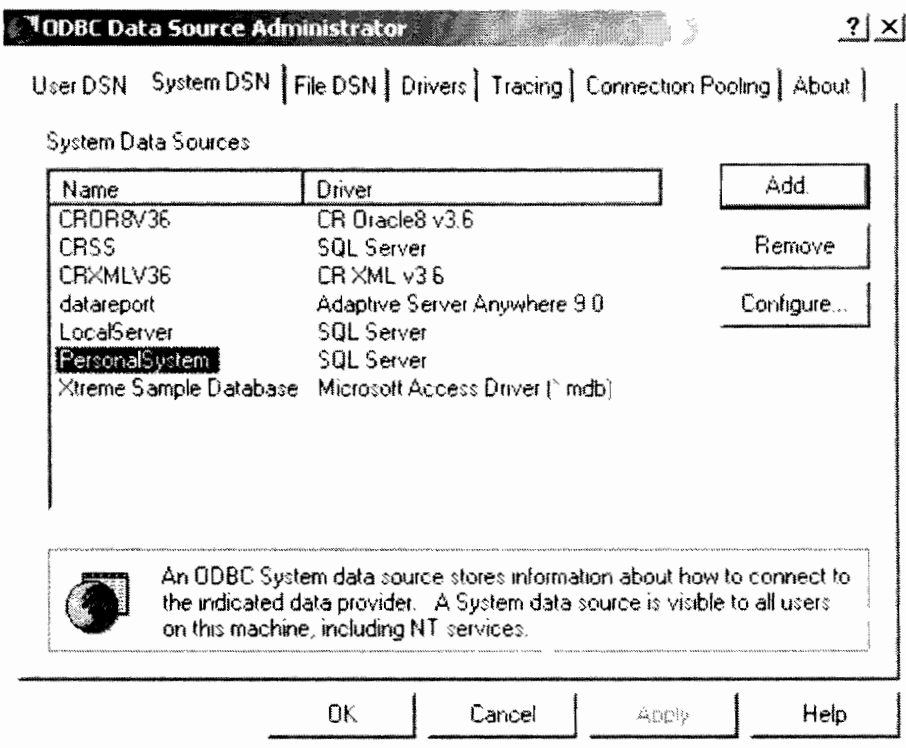 ODBC Data Source Administrator
User DSN System DSN File DSN Drivers Tracing Connection Pooling About
System Data Sources
Name Driver
CROR8V36 CR Oracle8 v3.6
CRSS SQL Server
CRXMLV36 CR XML v3.6
datareport Adaptive Server Anywhere 9.0
LocalServer SQL Server
PersonalSystem SQL Server
Xtreme Sample Database Microsoft Access Driver (*.mdb)
Add...
Remove
Configure...
An ODBC System data source stores information about how to connect to
the indicated data provider. A System data source is visible to all users
on this machine, including NT services.
OK Cancel Apply Help